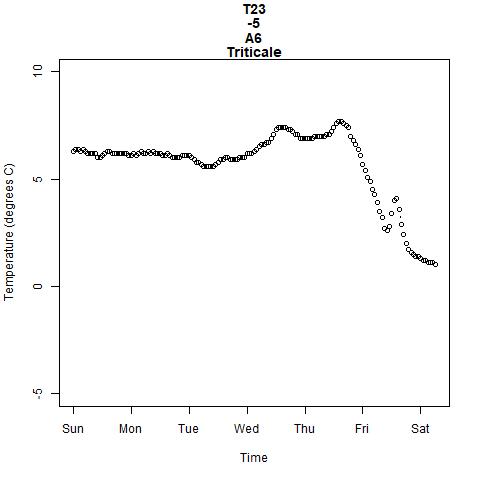 T23
-5
A6
Triticale
10
5
0
-5
Temperature (degrees C)
Sun Mon Tue Wed Thu Fri Sat
Time